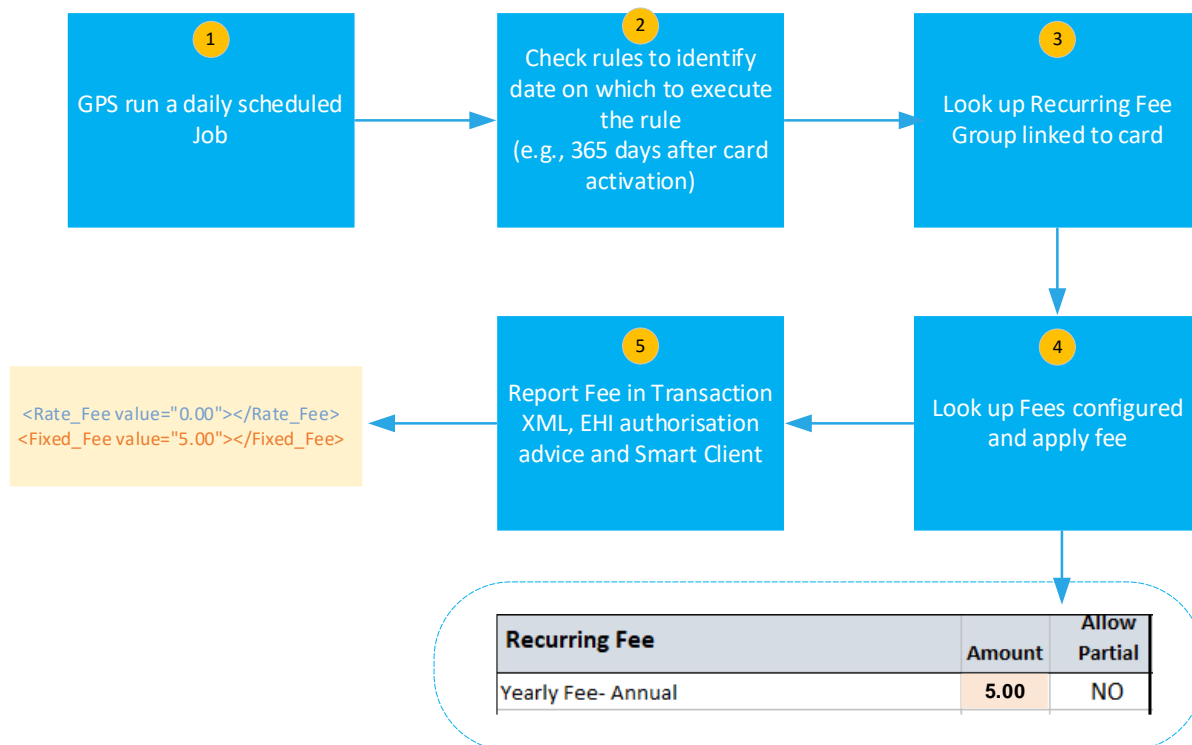 1
GPS run a daily scheduled
Job
2
Check rules to identify
date on which to execute
the rule
(e.g., 365 days after card
activation)
3
Look up Recurring Fee
Group linked to card
4
Look up Fees configured
and apply fee
5
Report Fee in Transaction
XML, EHI authorisation
advice and Smart Client
<Rate_Fee value="0.00"></Rate_Fee>
<Fixed_Fee value="5.00"></Fixed_Fee>
Recurring Fee
Amount
Allow
Partial
Yearly Fee- Annual
5.00
NO